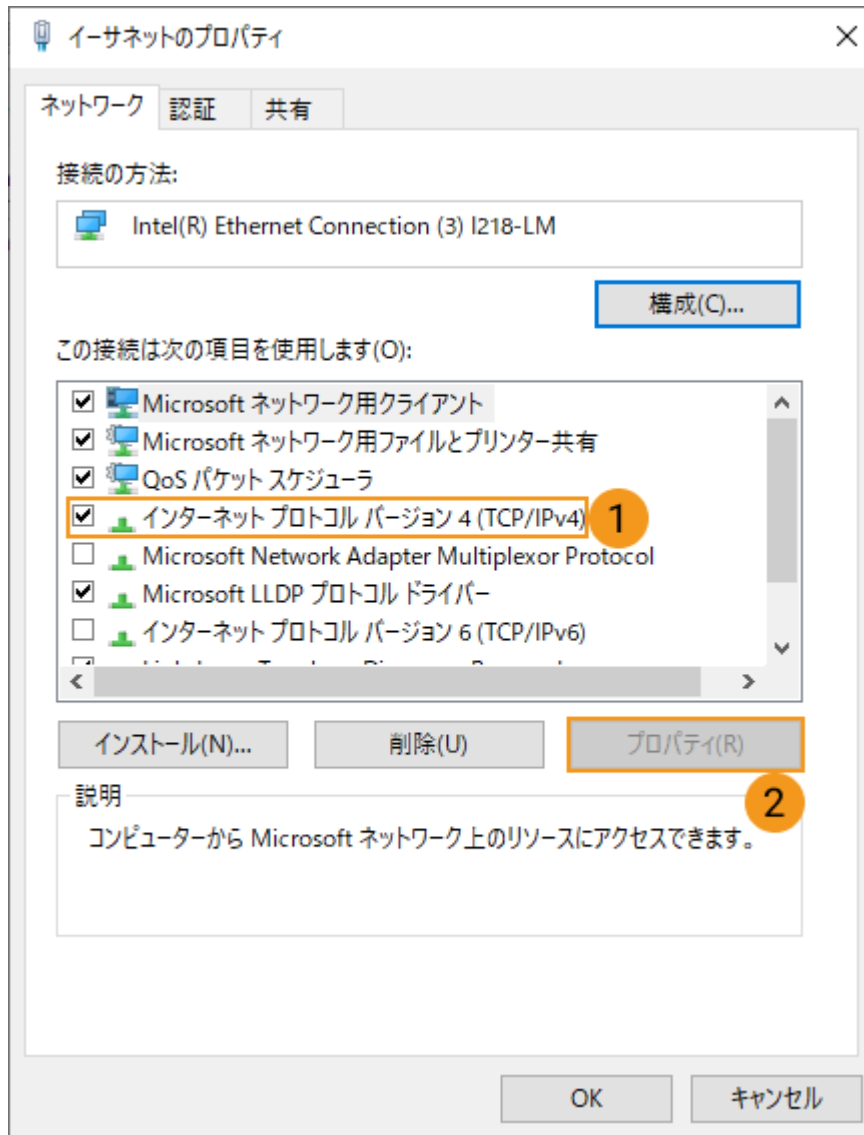 イーサネットのプロパティ
ネットワーク 認証 共有
接続の方法:
Intel(R) Ethernet Connection (3) I218-LM
構成(C)...
この接続は次の項目を使用します(O):
Microsoft ネットワーク用クライアント
Microsoft ネットワーク用ファイルとプリンター共有
QoS パケット スケジューラ
インターネット プロトコル バージョン 4 (TCP/IPv4) 1
Microsoft Network Adapter Multiplexor Protocol
Microsoft LLDP プロトコル ドライバー
インターネット プロトコル バージョン 6 (TCP/IPv6)
インストール(N)... 削除(U) プロパティ(R)
2
説明
コンピューターから Microsoft ネットワーク上のリソースにアクセスできます。
OK キャンセル